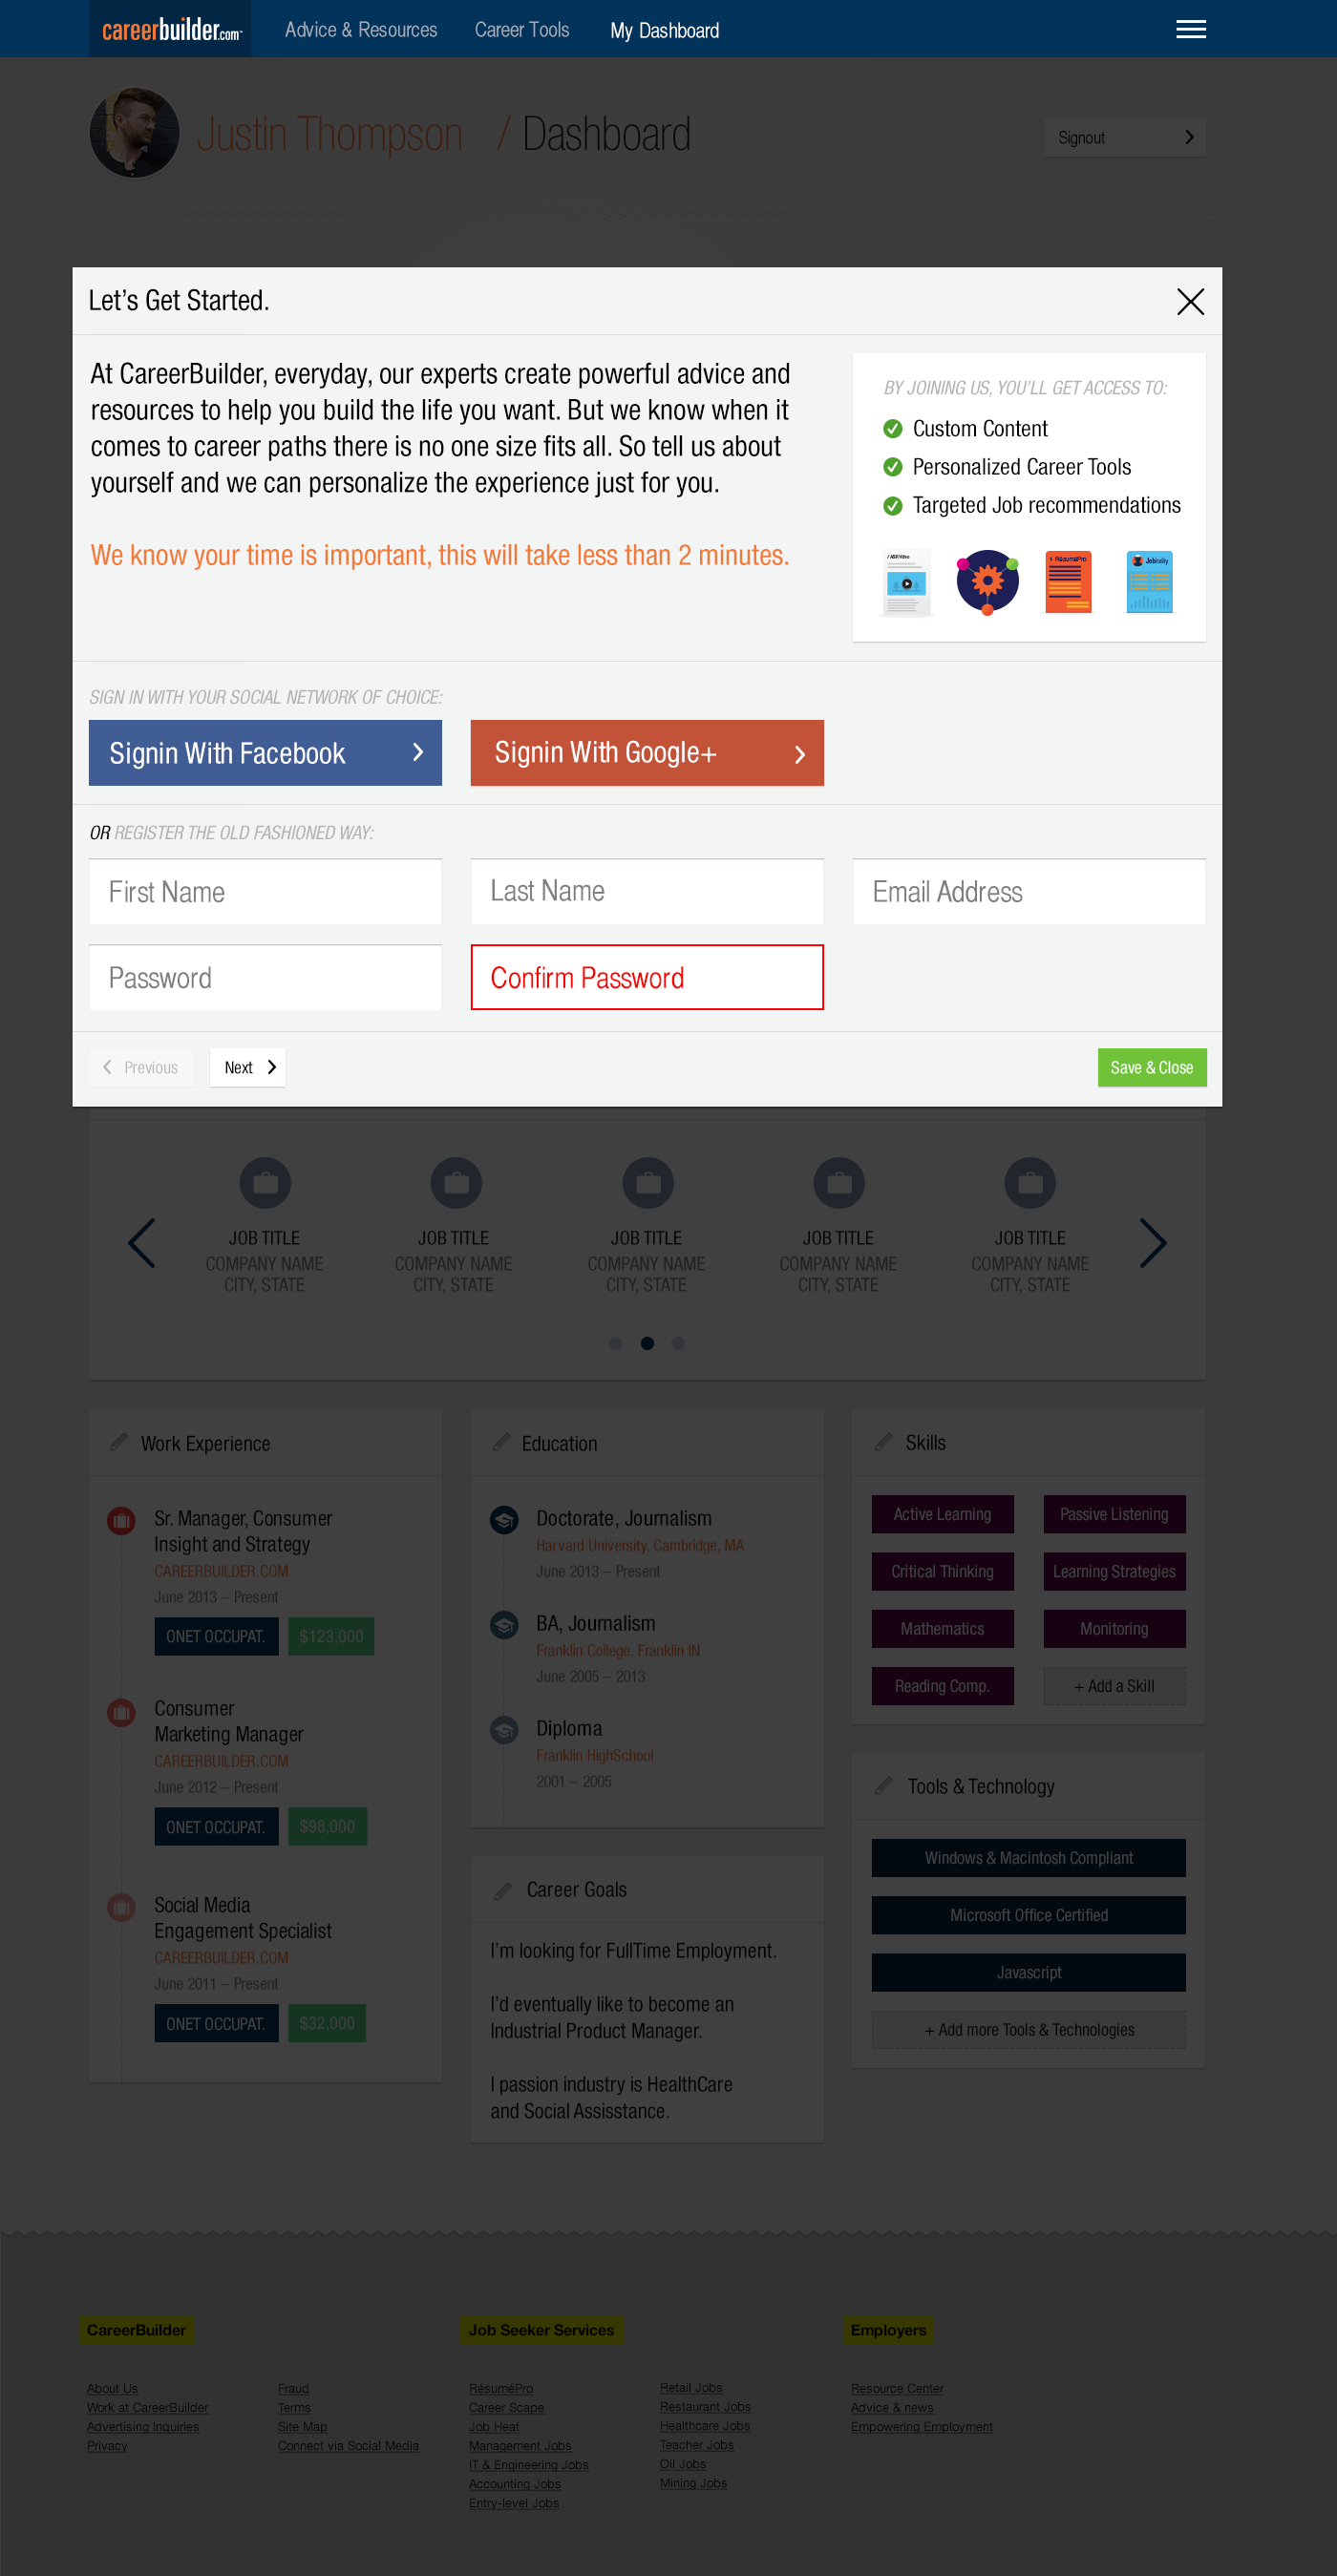 careerbuilder.com
Advice & Resources
Career Tools
My Dashboard
Justin Thompson / Dashboard
Signout
Let's Get Started.
At CareerBuilder, everyday, our experts create powerful advice and
resources to help you build the life you want. But we know when it
comes to career paths there is no one size fits all. So tell us about
yourself and we can personalize the experience just for you.
We know your time is important, this will take less than 2 minutes.
BY JOINING US, YOU'LL GET ACCESS TO:
Custom Content
Personalized Career Tools
Targeted Job recommendations
RésuméPro
SIGN IN WITH YOUR SOCIAL NETWORK OF CHOICE:
Signin With Facebook
Signin With Google+
OR REGISTER THE OLD FASHIONED WAY:
First Name
Last Name
Email Address
Password
Confirm Password
Previous
Next
Save & Close
JOB TITLE
COMPANY NAME
CITY, STATE
JOB TITLE
COMPANY NAME
CITY, STATE
JOB TITLE
COMPANY NAME
CITY, STATE
JOB TITLE
COMPANY NAME
CITY, STATE
JOB TITLE
COMPANY NAME
CITY, STATE
Work Experience
Sr. Manager, Consumer
Insight and Strategy
CAREERBUILDER.COM
June 2013 – Present
ONET OCCUPAT.
$123,000
Consumer
Marketing Manager
CAREERBUILDER.COM
June 2012 – Present
ONET OCCUPAT.
$98,000
Social Media
Engagement Specialist
CAREERBUILDER.COM
June 2011 – Present
ONET OCCUPAT.
$32,000
Education
Doctorate, Journalism
Harvard University, Cambridge, MA
June 2013 – Present
BA, Journalism
Franklin College, Franklin IN
June 2005 – 2013
Diploma
Franklin HighSchool
2001 – 2005
Career Goals
I'm looking for FullTime Employment.
I'd eventually like to become an
Industrial Product Manager.
I passion industry is HealthCare
and Social Assisstance.
Skills
Active Learning
Passive Listening
Critical Thinking
Learning Strategies
Mathematics
Monitoring
Reading Comp.
+ Add a Skill
Tools & Technology
Windows & Macintosh Compliant
Microsoft Office Certified
Javascript
+ Add more Tools & Technologies
CareerBuilder
About Us
Work at CareerBuilder
Advertising Inquiries
Privacy
Fraud
Terms
Site Map
Connect via Social Media
Job Seeker Services
RésuméPro
Career Scape
Job Heat
Management Jobs
IT & Engineering Jobs
Accounting Jobs
Entry-level Jobs
Retail Jobs
Restaurant Jobs
Healthcare Jobs
Teacher Jobs
Oil Jobs
Mining Jobs
Employers
Resource Center
Advice & news
Empowering Employment